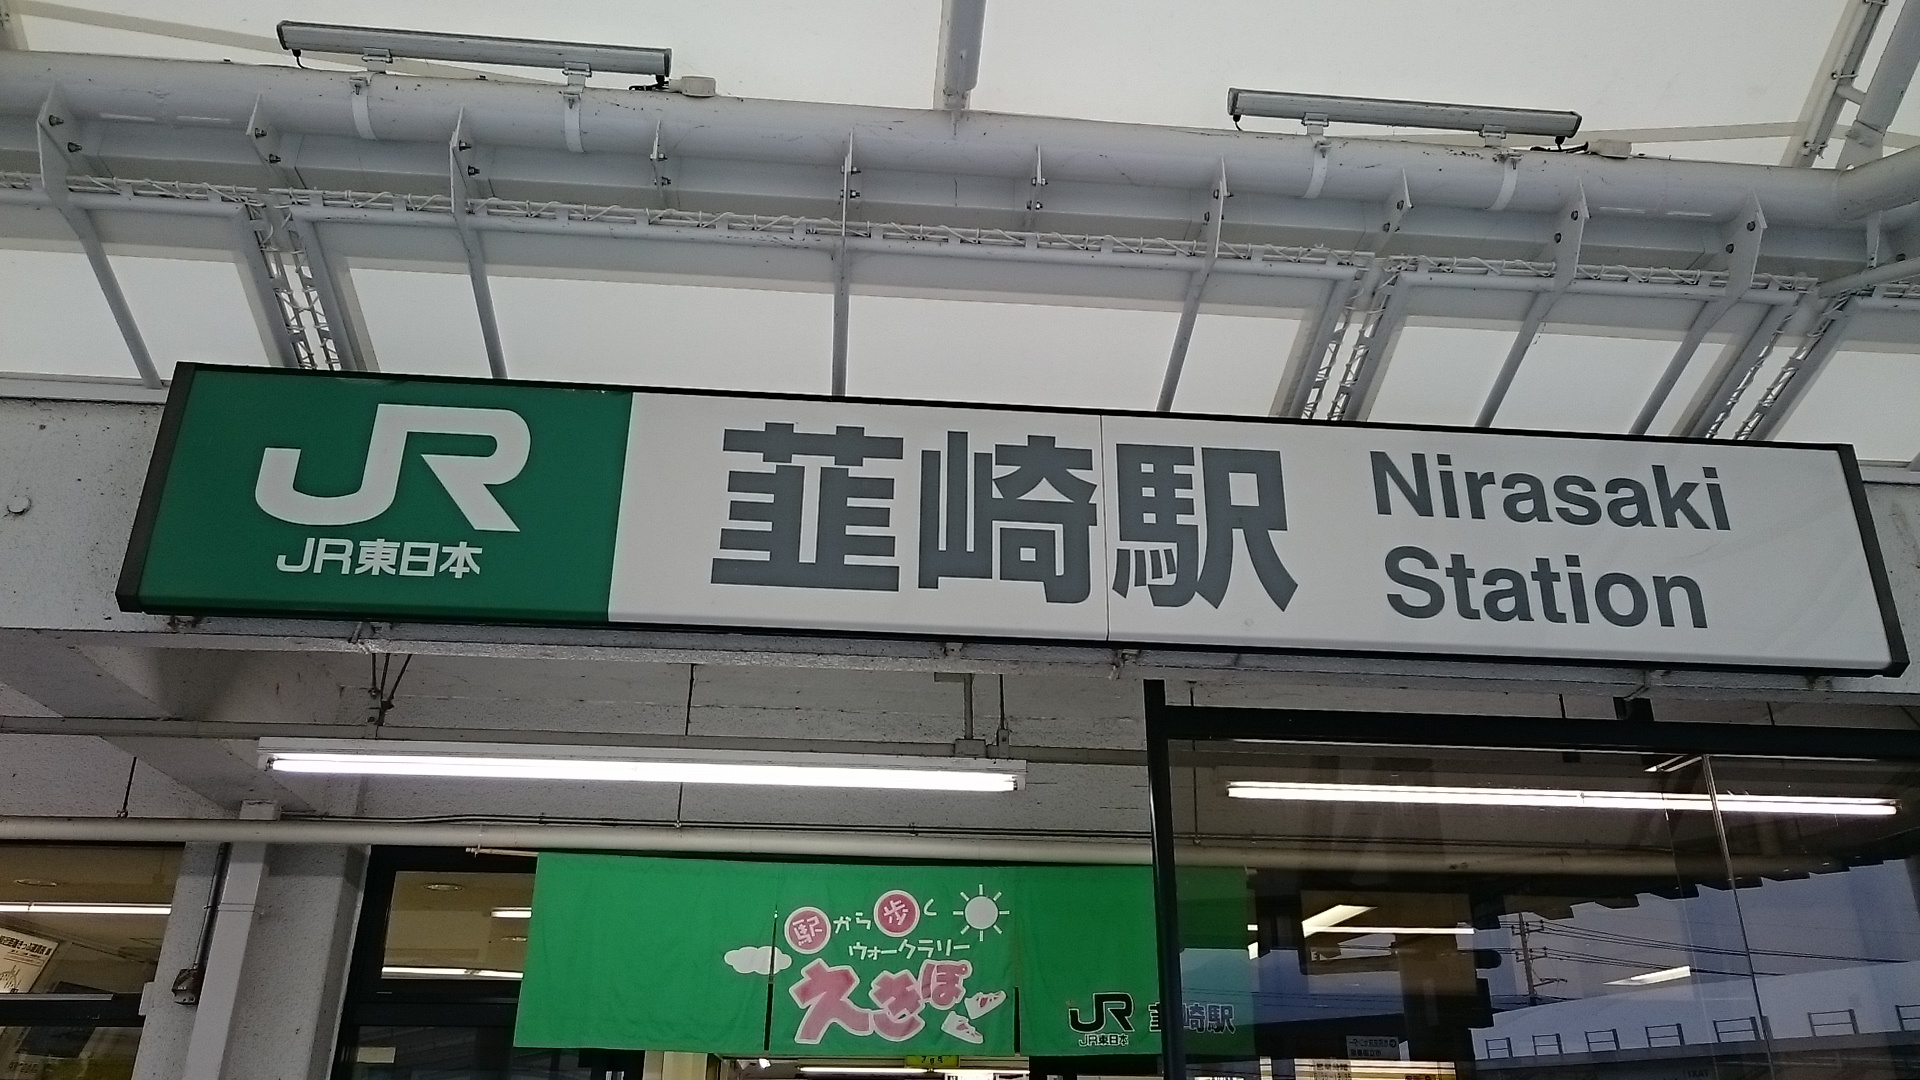 JR
JR東日本
韮崎駅
Nirasaki
Station
駅から歩く
ウォークラリー
えきぽ
JR 韮崎駅
JR東日本